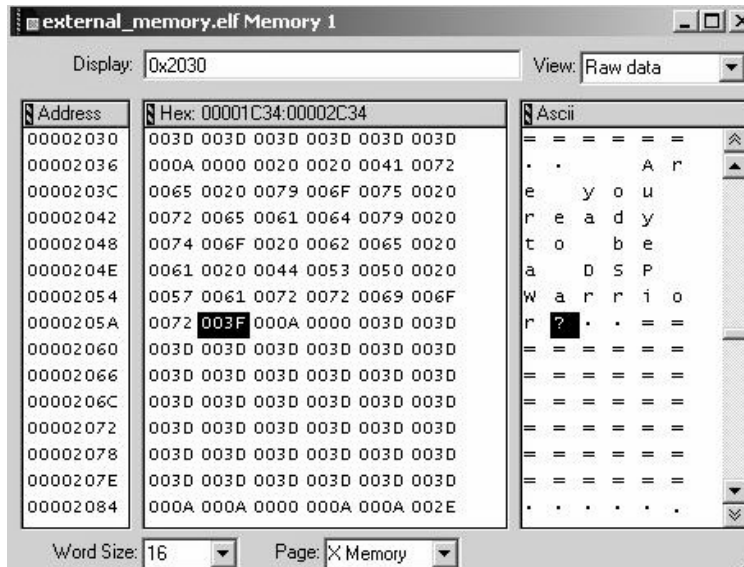 external_memory.elf Memory 1
Display: 0x2030 View: Raw data
Address Hex: 00001C34:00002C34 Ascii
00002030 003D 003D 003D 003D 003D 003D = = = = = =
00002036 000A 0000 0020 0020 0041 0072 . . A r
0000203C 0065 0020 0079 006F 0075 0020 e y o u
00002042 0072 0065 0061 0064 0079 0020 r e a d y
00002048 0074 006F 0020 0062 0065 0020 t o b e
0000204E 0061 0020 0044 0053 0050 0020 a D S P
00002054 0057 0061 0072 0072 0069 006F W a r r i o
0000205A 0072 003F 000A 0000 003D 003D r ? . . = =
00002060 003D 003D 003D 003D 003D 003D = = = = = =
00002066 003D 003D 003D 003D 003D 003D = = = = = =
0000206C 003D 003D 003D 003D 003D 003D = = = = = =
00002072 003D 003D 003D 003D 003D 003D = = = = = =
00002078 003D 003D 003D 003D 003D 003D = = = = = =
0000207E 003D 003D 003D 003D 003D 003D = = = = = =
00002084 000A 000A 0000 000A 000A 002E . . . . . .
Word Size: 16 Page: X Memory